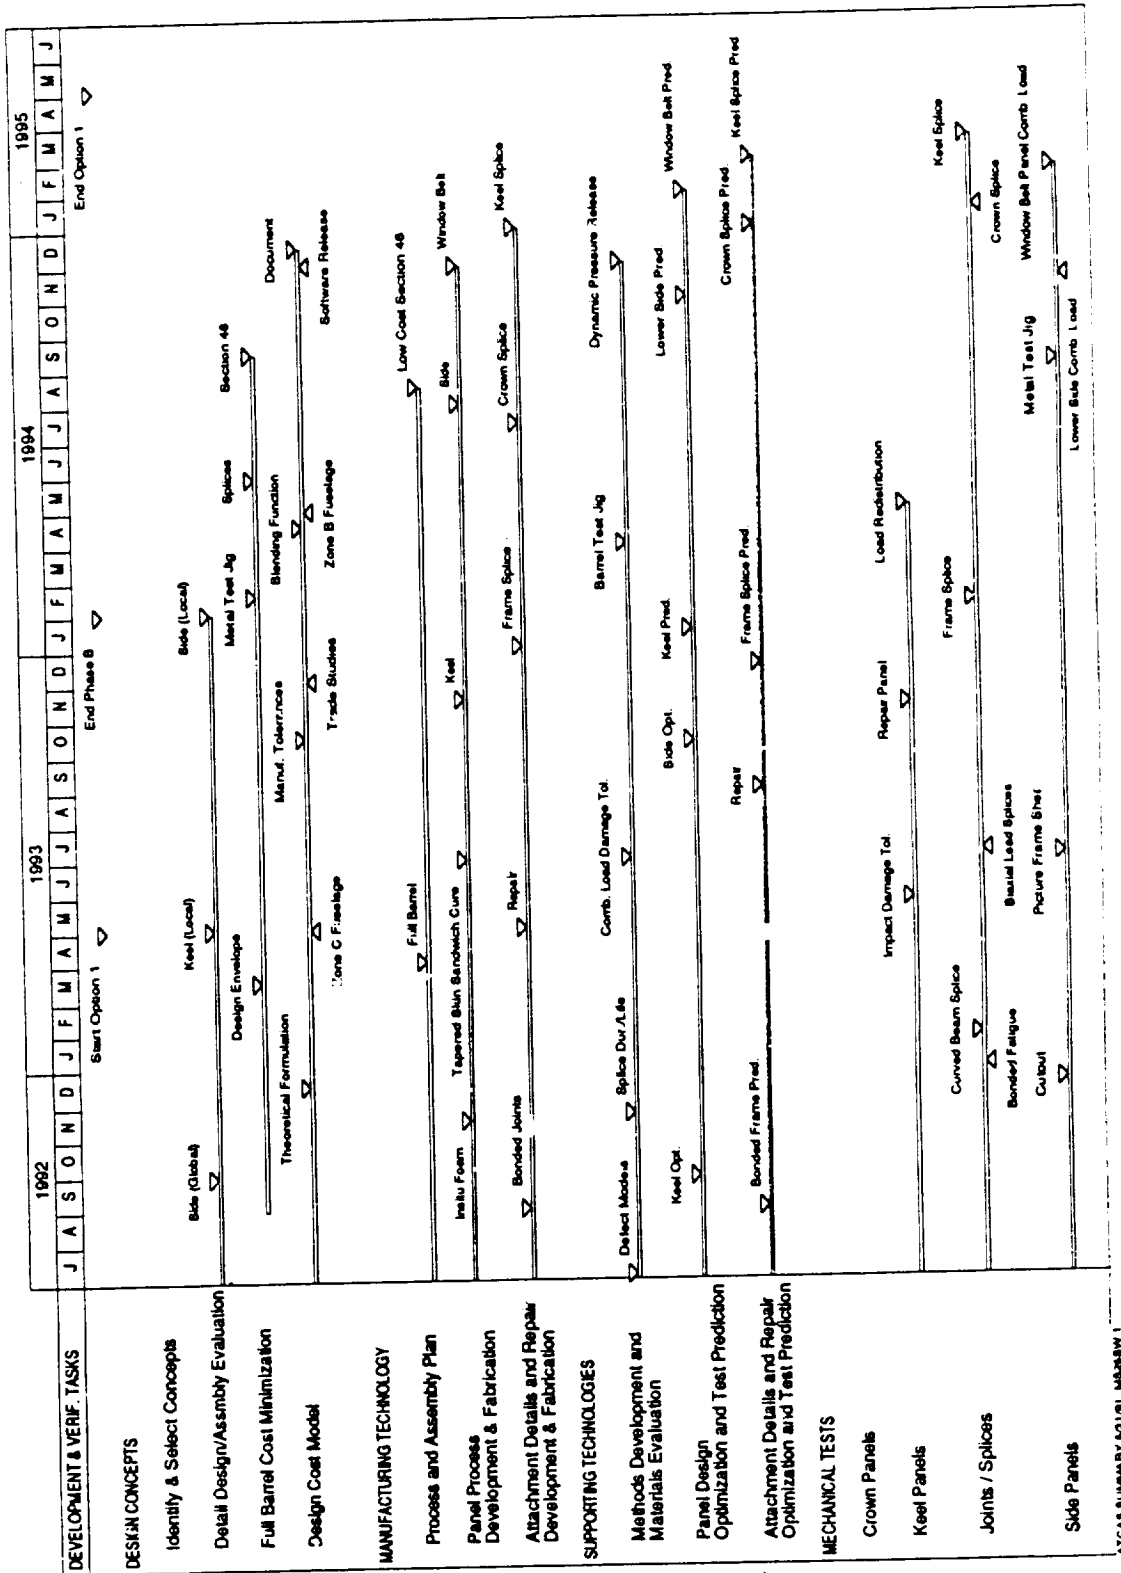 DEVELOPMENT & VERIF. TASKS
1992 1993 1994 1995
J A S O N D J F M A M J J A S O N D J F M A M J J A S O N D J F M A M J
Start Option 1 End Phase B End Option 1
DESIGN CONCEPTS
Identify & Select Concepts
Side (Global) Keel (Local) Side (Local)
Detail Design/Assmbly Evaluation
Design Envelope Metal Test Jig Splices Section 46
Full Barrel Cost Minimization
Theoretical Formulation Manuf. Tolerances Blending Function Document
Design Cost Model
Zone C Fuselage Trade Studies Zone B Fuselage Software Release
MANUFACTURING TECHNOLOGY
Full Barrel Low Cost Section 46
Process and Assembly Plan
Insitu Foam Tapered Skin Sandwich Cure Keel Side Window Belt
Panel Process
Development & Fabrication
Bonded Joints Repair Frame Splice Crown Splice Keel Splice
Attachment Details and Repair
Development & Fabrication
SUPPORTING TECHNOLOGIES
Defect Models Splice Dur./Life Comb. Load Damage Tol. Barrel Test Jig Dynamic Pressure Release
Methods Development and
Materials Evaluation
Keel Opt. Side Opt. Keel Pred. Lower Side Pred Window Belt Pred.
Panel Design
Optimization and Test Prediction
Bonded Frame Pred. Repair Frame Splice Pred. Crown Splice Pred. Keel Splice Pred
Attachment Details and Repair
Optimization and Test Prediction
MECHANICAL TESTS
Crown Panels
Impact Damage Tol. Repair Panel Load Redistribution
Keel Panels
Curved Beam Splice Frame Splice Keel Splice
Joints / Splices
Bonded Fatigue Biaxial Load Splices Crown Splice
Cutout Picture Frame Shear Metal Test Jig Window Belt Panel Comb Load
Side Panels
Lower Side Comb Load